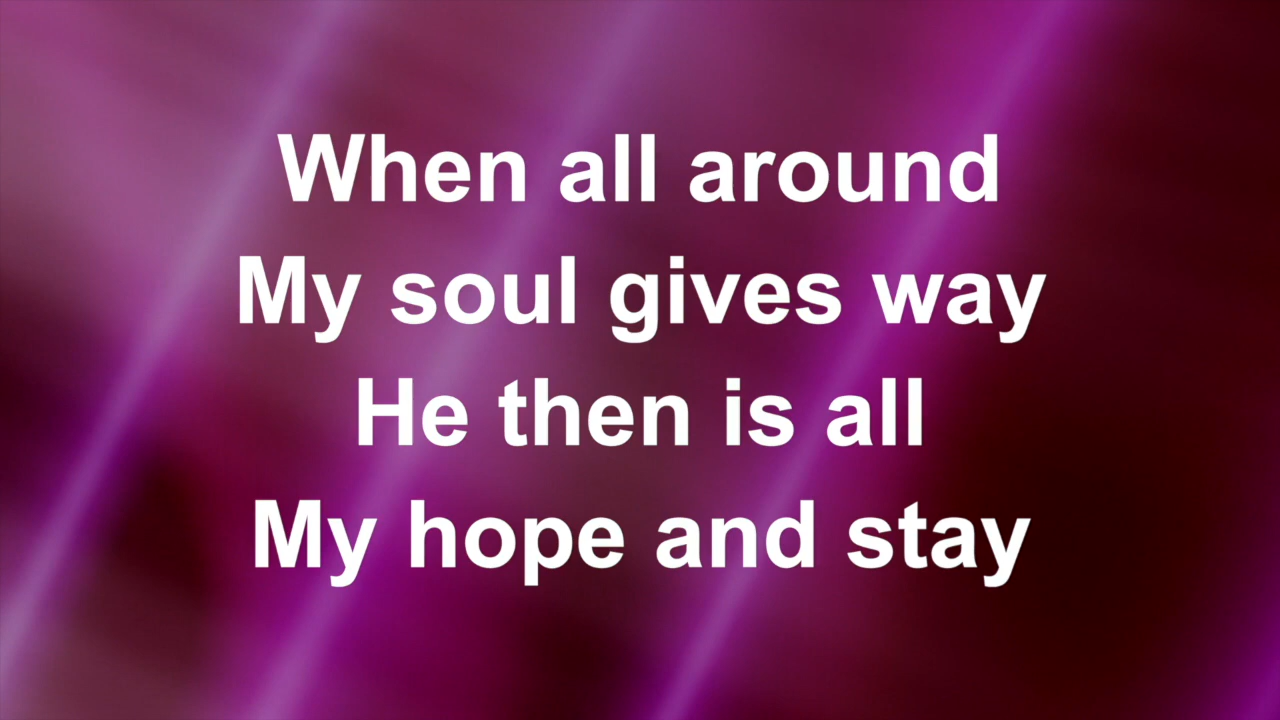 When all around
My soul gives way
He then is all
My hope and stay